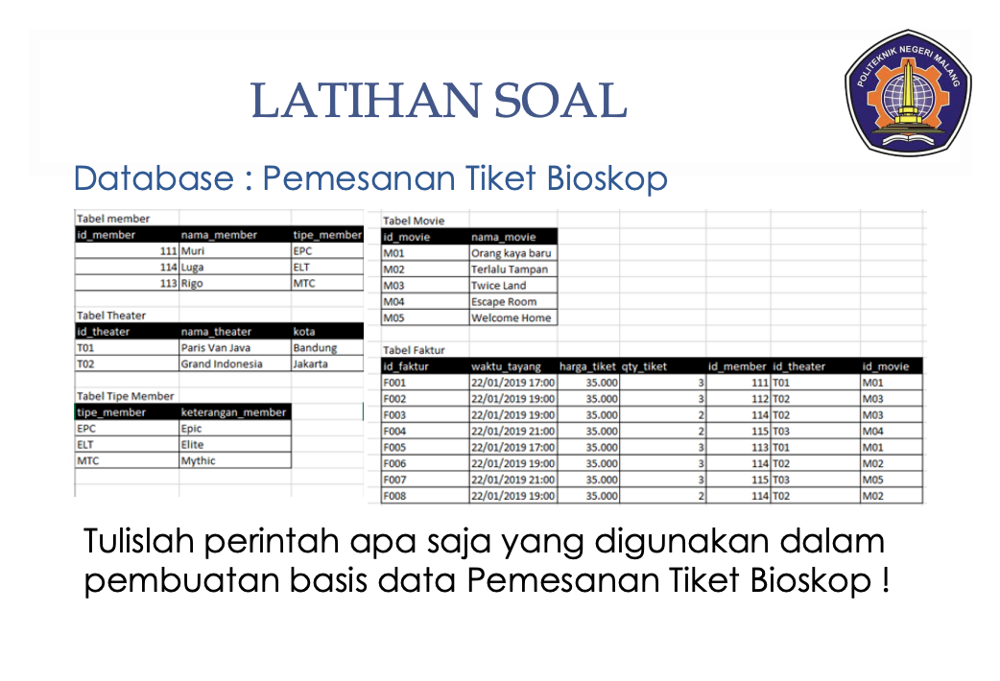 POLITEKNIK NEGERI MALANG
LATIHAN SOAL
Database : Pemesanan Tiket Bioskop
Tabel member
id_member nama_member tipe_member
111 Muri EPC
114 Luga ELT
113 Rigo MTC
Tabel Theater
id_theater nama_theater kota
T01 Paris Van Java Bandung
T02 Grand Indonesia Jakarta
Tabel Tipe Member
tipe_member keterangan_member
EPC Epic
ELT Elite
MTC Mythic
Tabel Movie
id_movie nama_movie
M01 Orang kaya baru
M02 Terlalu Tampan
M03 Twice Land
M04 Escape Room
M05 Welcome Home
Tabel Faktur
id_faktur waktu_tayang harga_tiket qty_tiket id_member id_theater id_movie
F001 22/01/2019 17:00 35.000 3 111 T01 M01
F002 22/01/2019 19:00 35.000 3 112 T02 M03
F003 22/01/2019 19:00 35.000 2 114 T02 M03
F004 22/01/2019 21:00 35.000 2 115 T03 M04
F005 22/01/2019 17:00 35.000 3 113 T01 M01
F006 22/01/2019 19:00 35.000 3 114 T02 M02
F007 22/01/2019 21:00 35.000 3 115 T03 M05
F008 22/01/2019 19:00 35.000 2 114 T02 M02
Tulislah perintah apa saja yang digunakan dalam
pembuatan basis data Pemesanan Tiket Bioskop !